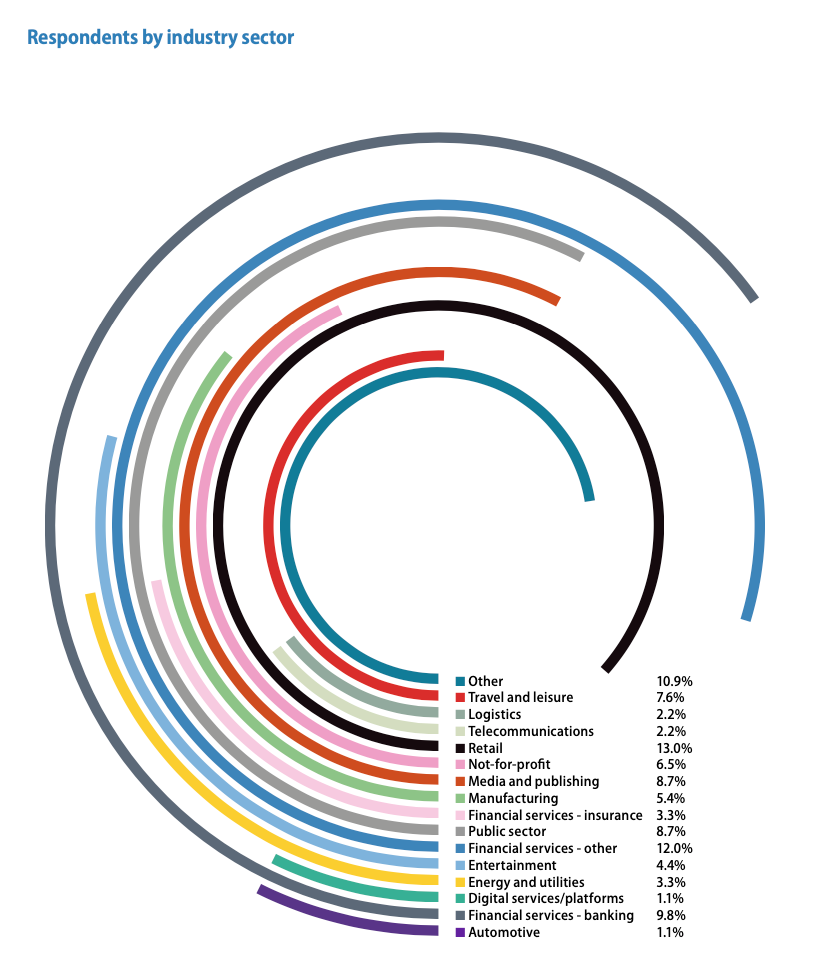 Respondents by industry sector
Other 10.9%
Travel and leisure 7.6%
Logistics 2.2%
Telecommunications 2.2%
Retail 13.0%
Not-for-profit 6.5%
Media and publishing 8.7%
Manufacturing 5.4%
Financial services - insurance 3.3%
Public sector 8.7%
Financial services - other 12.0%
Entertainment 4.4%
Energy and utilities 3.3%
Digital services/platforms 1.1%
Financial services - banking 9.8%
Automotive 1.1%